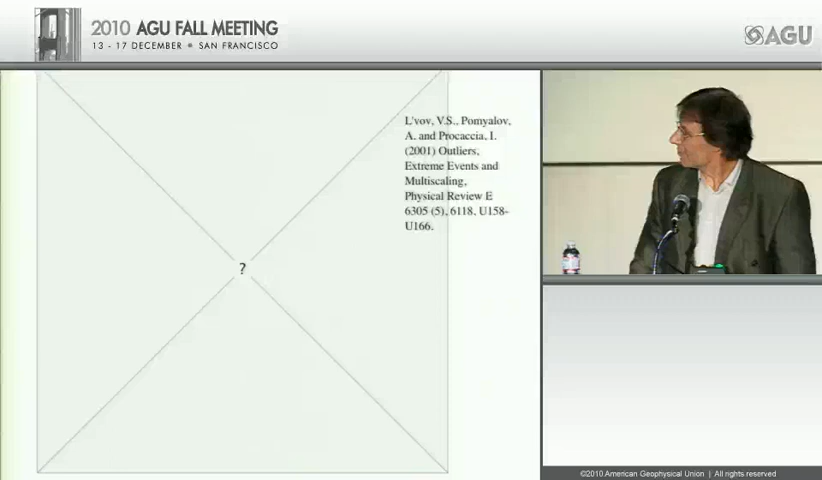 2010 AGU FALL MEETING
13 - 17 DECEMBER SAN FRANCISCO
AGU
L'vov, V.S., Pomyalov,
A. and Procaccia, I.
(2001) Outliers,
Extreme Events and
Multiscaling,
Physical Review E
6305 (5), 6118, U158-
U166.
?
©2010 American Geophysical Union | All rights reserved